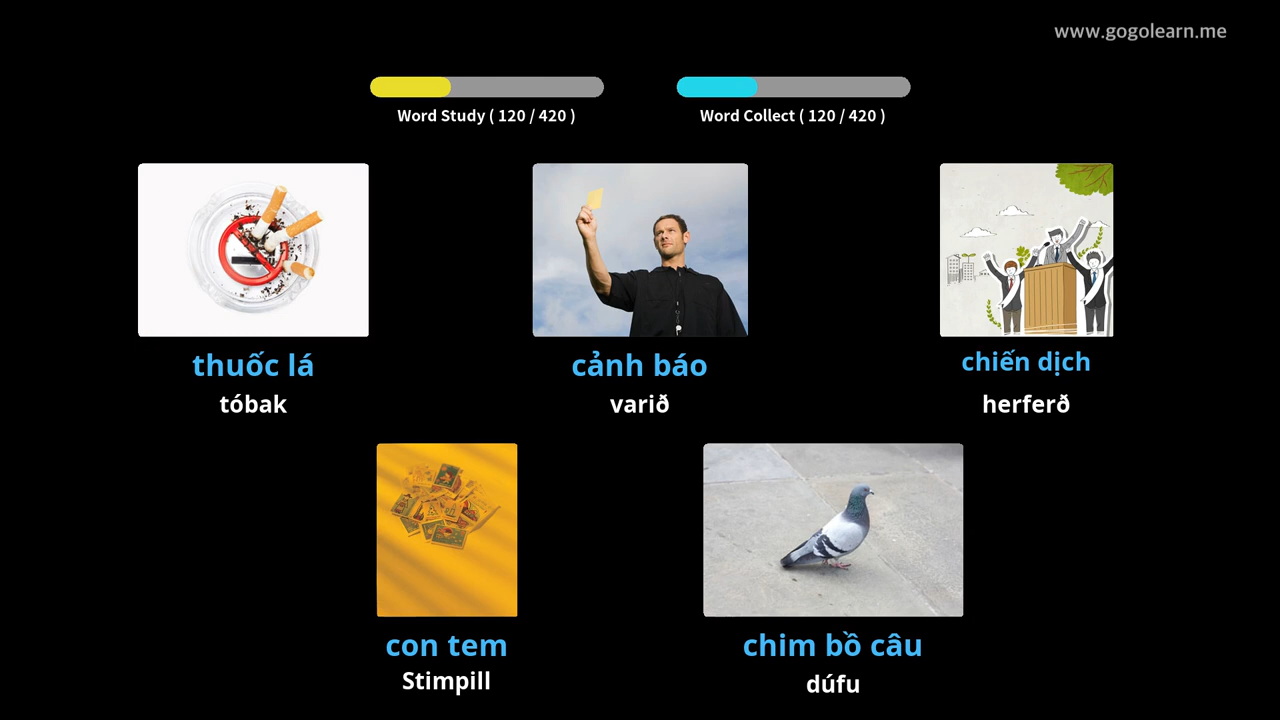 www.gogolearn.me
Word Study ( 120 / 420 )
Word Collect ( 120 / 420 )
thuốc lá
tóbak
cảnh báo
varið
chiến dịch
herferð
con tem
Stimpill
chim bồ câu
dúfu